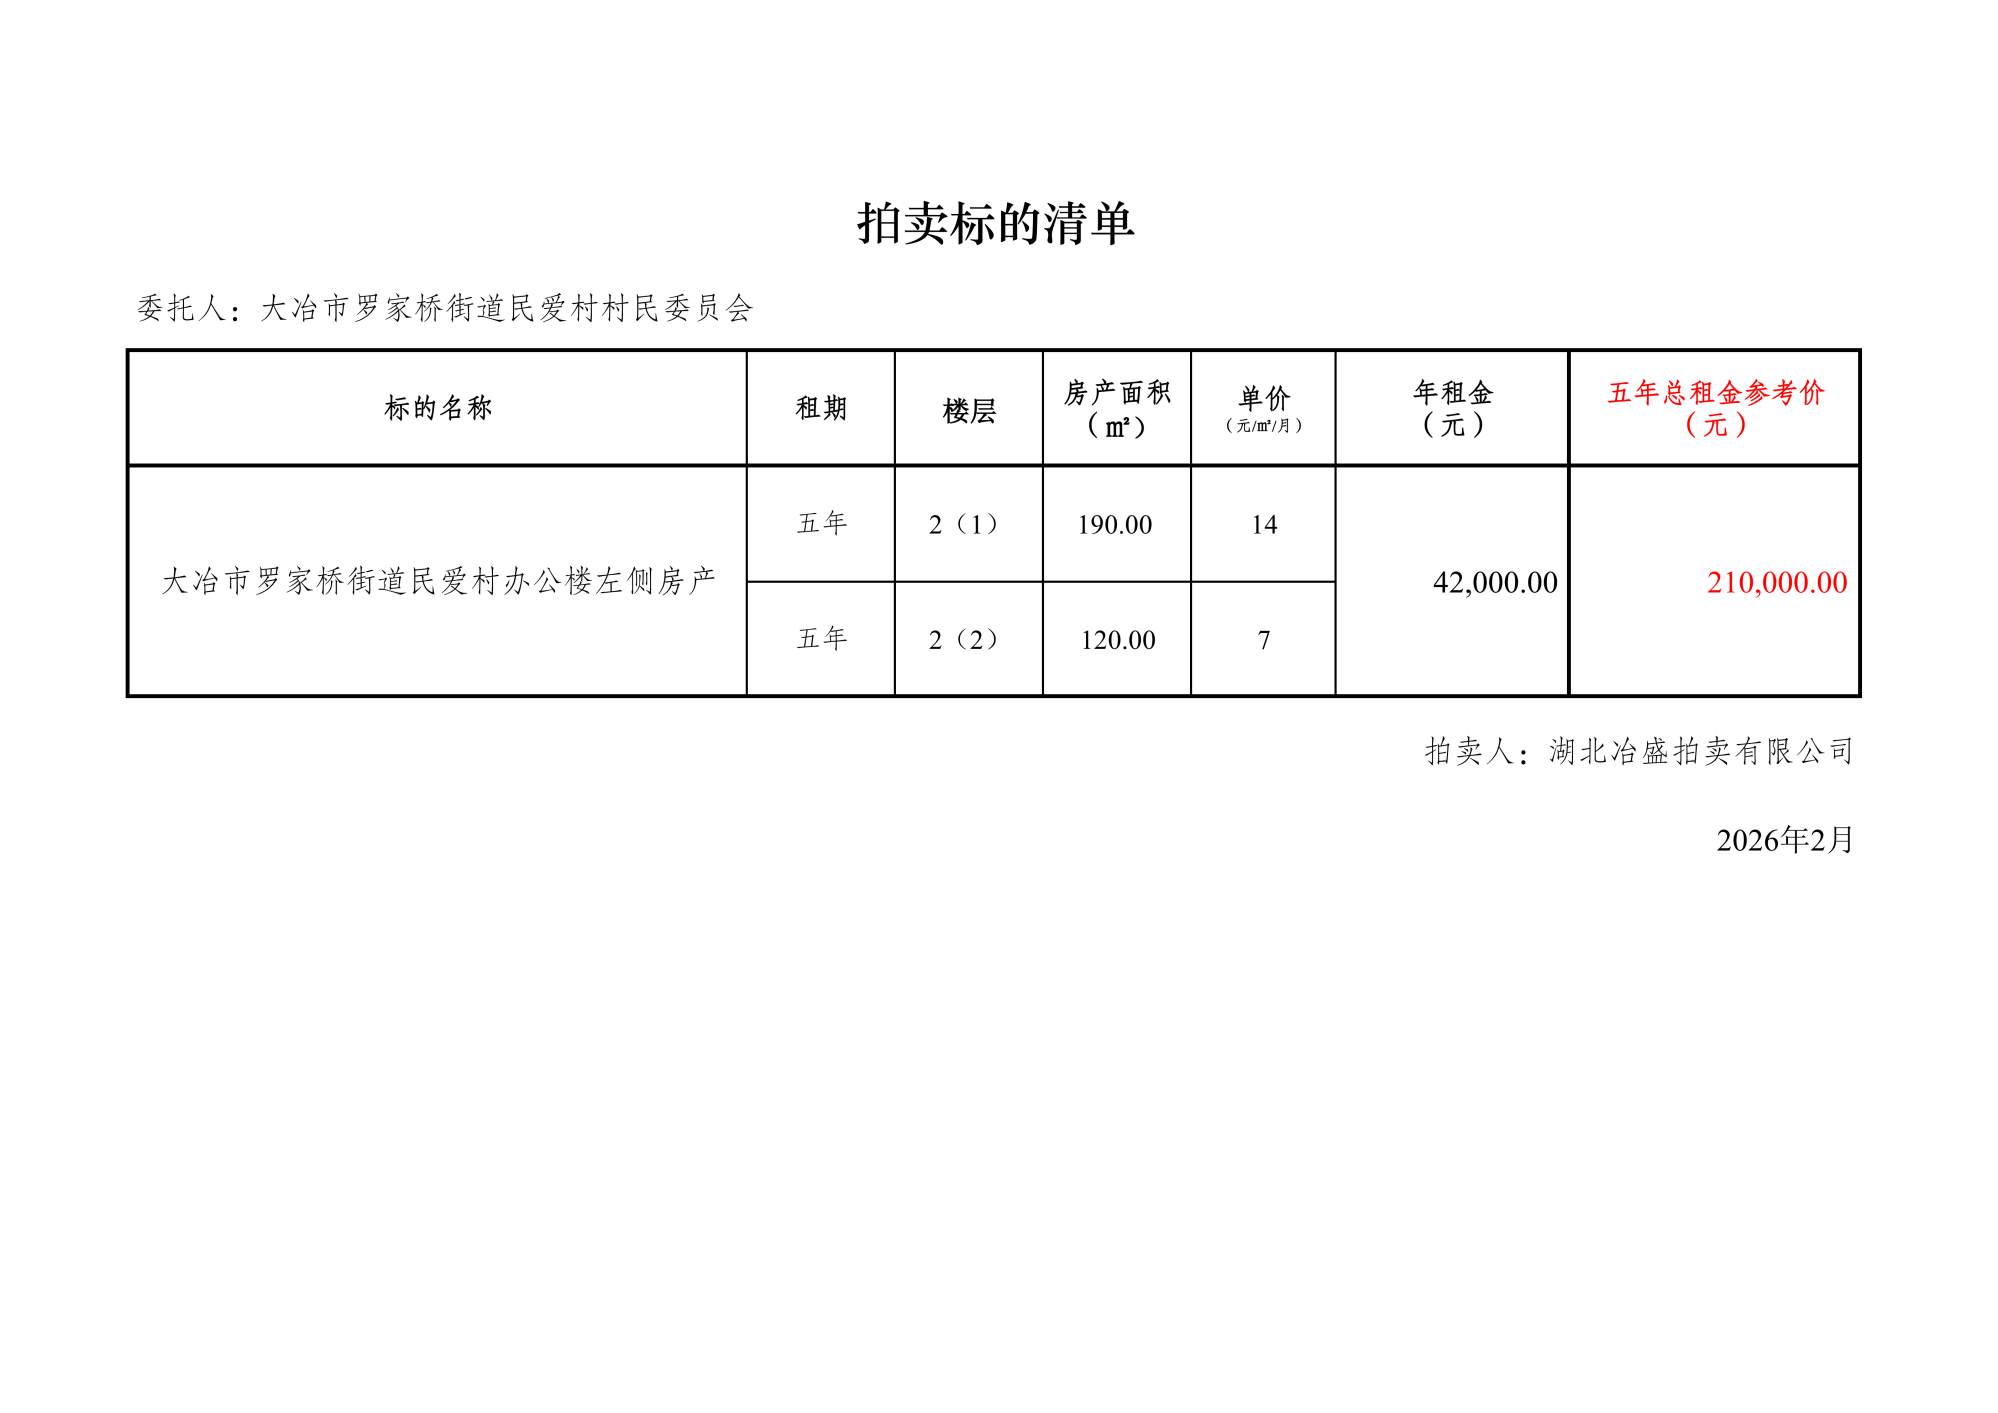 拍卖标的清单
委托人：大冶市罗家桥街道民爱村村民委员会
标的名称 租期 楼层 房产面积（㎡） 单价（元/㎡/月） 年租金（元） 五年总租金参考价（元）
大冶市罗家桥街道民爱村办公楼左侧房产 五年 2（1） 190.00 14 42,000.00 210,000.00
五年 2（2） 120.00 7
拍卖人：湖北冶盛拍卖有限公司
2026年2月